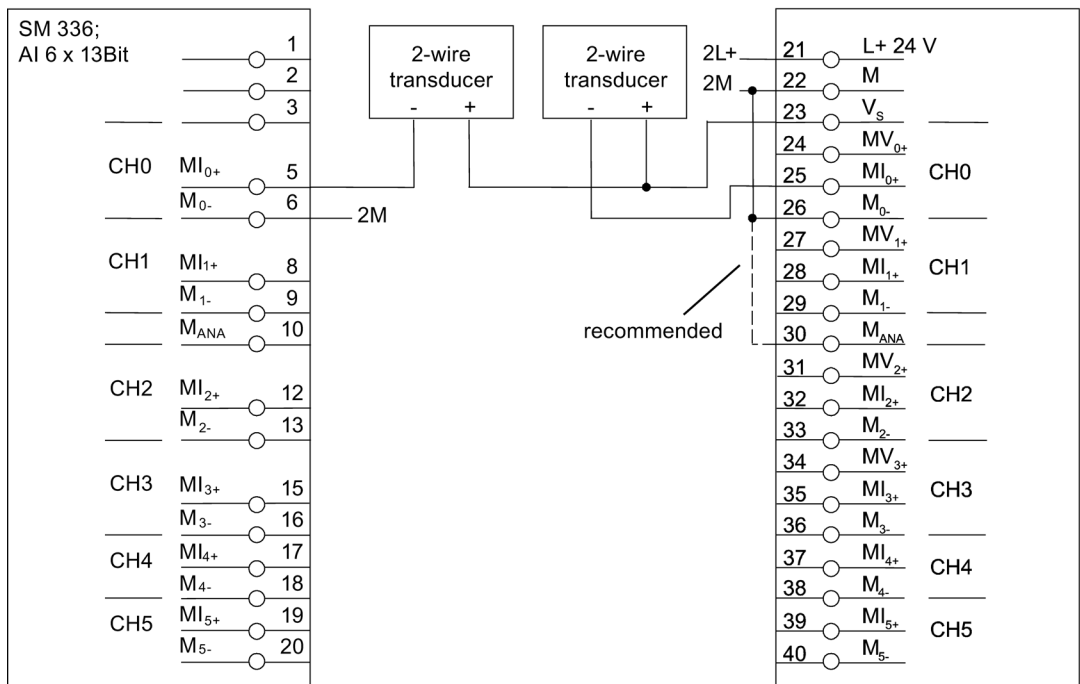 SM 336;
AI 6 x 13Bit
1
2
3
CH0
MI0+ 5
M0- 6
CH1
MI1+ 8
M1- 9
MANA 10
CH2
MI2+ 12
M2- 13
CH3
MI3+ 15
M3- 16
CH4
MI4+ 17
M4- 18
CH5
MI5+ 19
M5- 20
2-wire
transducer
- +
2M
2-wire
transducer
- +
2L+
2M
recommended
21 L+ 24 V
22 M
23 Vs
24 MV0+
25 MI0+
CH0
26 M0-
27 MV1+
28 MI1+
CH1
29 M1-
30 MANA
31 MV2+
32 MI2+
CH2
33 M2-
34 MV3+
35 MI3+
CH3
36 M3-
37 MI4+
CH4
38 M4-
39 MI5+
CH5
40 M5-